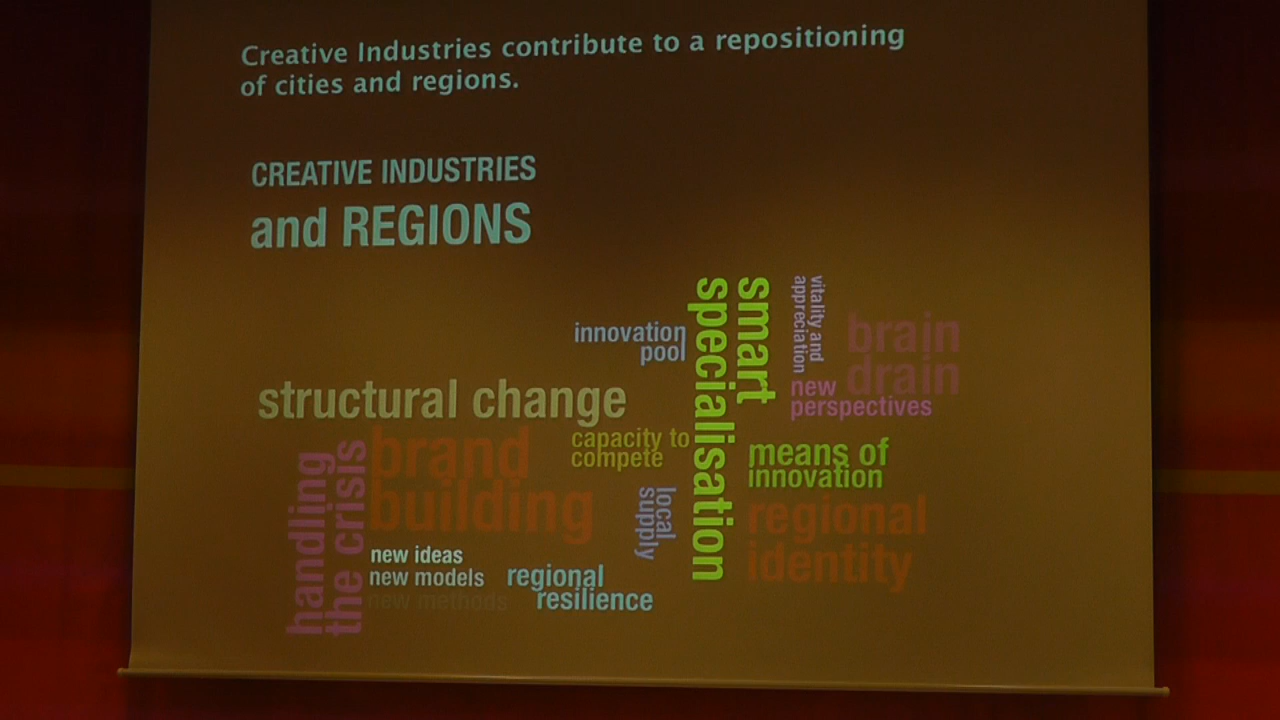 Creative Industries contribute to a repositioning
of cities and regions.
CREATIVE INDUSTRIES
and REGIONS
smart
specialisation
vitality and
appreciation
brain
drain
innovation
pool
new
perspectives
structural change
capacity to
compete
brand
building
means of
innovation
handling
the crisis
local
supply
regional
identity
new ideas
new models
new methods
regional
resilience